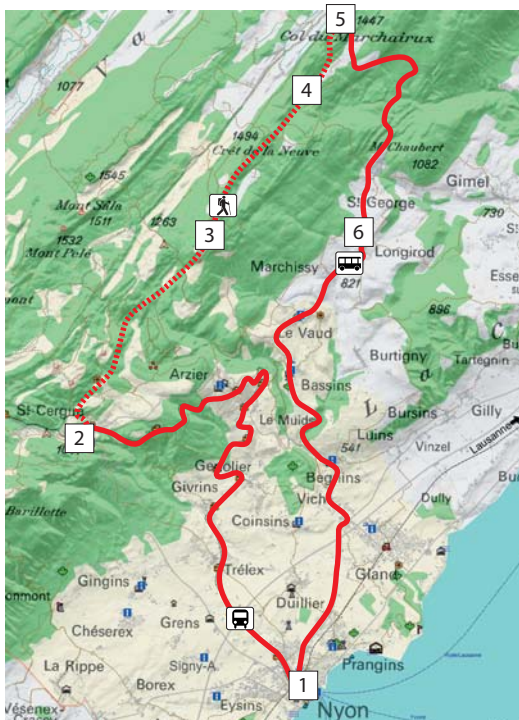 5
1447
Col du Marchairux
1077
4
1494
Crêt de la Neuve
Mt Chaubert
1082
Gimel
1545
Mont Sâla
1511
1263
St George
730
3
6
1532
Mont Pelé
Longirod
Marchissy
821
896
Le Vaud
Burtigny
Tartegnin
Arzier
Bassins
St-Cergue
Bursins
Gilly
2
Le Muids
Luins
541
Vinzel
Lausanne
Genolier
Begnins
Givrins
Vich
Dully
Barillette
Coinsins
Trélex
Gland
Gingins
Duillier
Grens
Chéserex
Prangins
La Rippe
Signy-A.
Borex
1
Eysins
Nyon